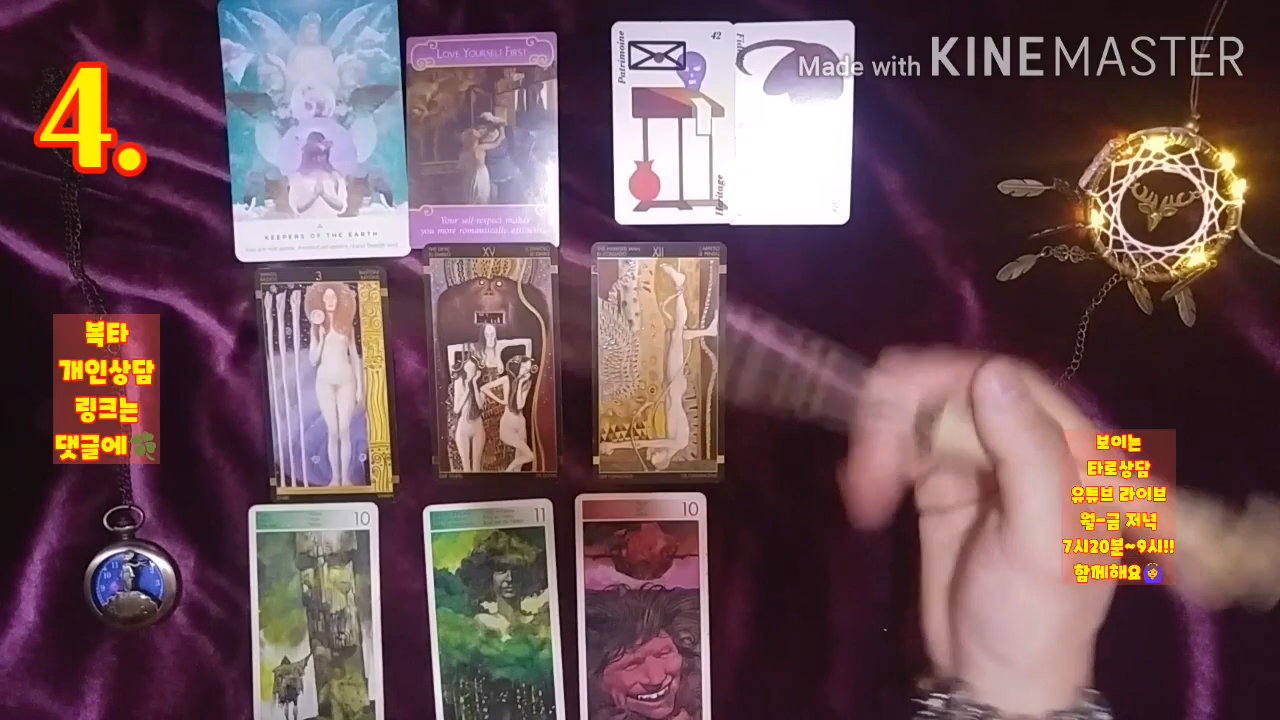 4.
Made with KINEMASTER
LOVE YOURSELF FIRST
Your self-respect makes
you more romantically
KEEPERS OF THE EARTH
Patrimoine
42
Héritage
3
XV
XII
10
11
10
복타
개인상담
링크는
댓글에🍀
보이는
타로상담
유튜브 라이브
월-금 저녁
7시20분~9시!!
함께해요🙆‍♀️